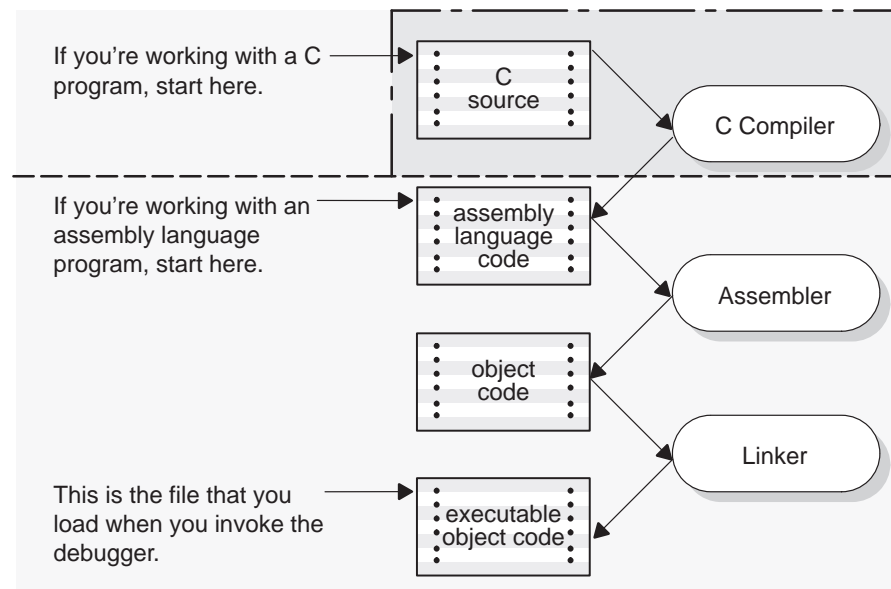 If you’re working with a C
program, start here.
C
source
C Compiler
If you’re working with an
assembly language
program, start here.
assembly
language
code
Assembler
object
code
Linker
This is the file that you
load when you invoke the
debugger.
executable
object code